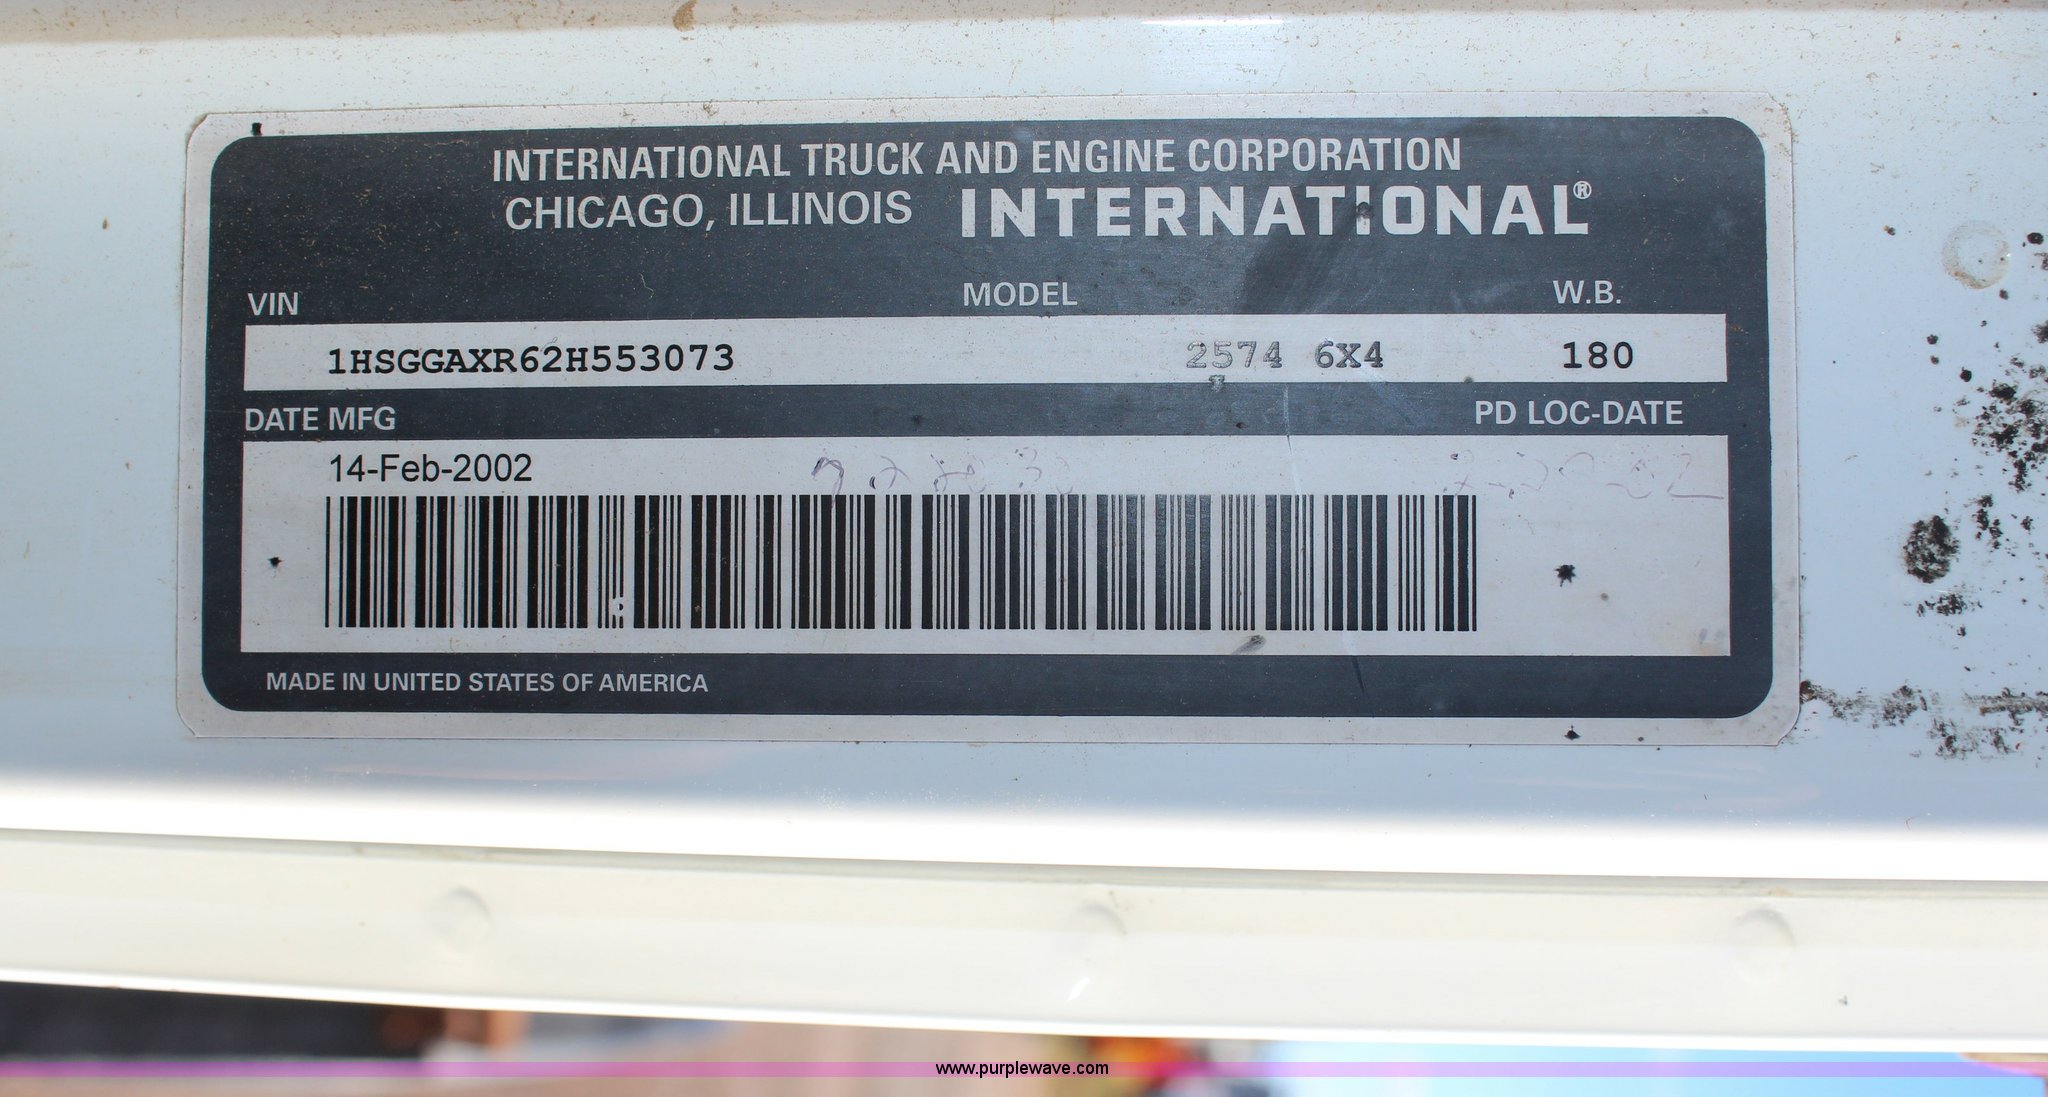 INTERNATIONAL TRUCK AND ENGINE CORPORATION
CHICAGO, ILLINOIS INTERNATIONAL®
VIN MODEL W.B.
1HSGGAXR62H553073 2574 6X4 180
DATE MFG PD LOC-DATE
14-Feb-2002
MADE IN UNITED STATES OF AMERICA
www.purplewave.com